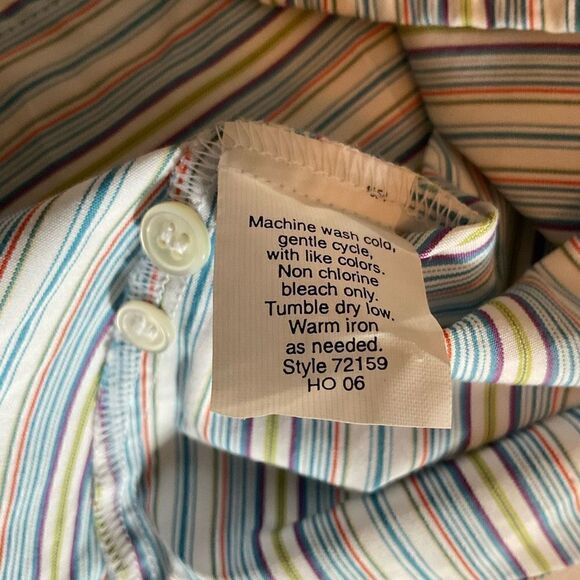 Machine wash cold,
gentle cycle,
with like colors.
Non chlorine
bleach only.
Tumble dry low.
Warm iron
as needed.
Style 72159
HO 06